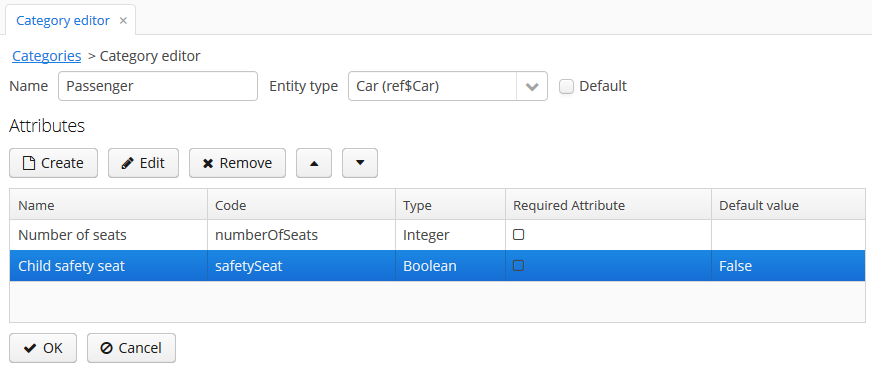 Category editor ×
Categories > Category editor
Name Passenger Entity type Car (ref$Car) Default
Attributes
Create Edit Remove
Name Code Type Required Attribute Default value
Number of seats numberOfSeats Integer
Child safety seat safetySeat Boolean False
OK Cancel